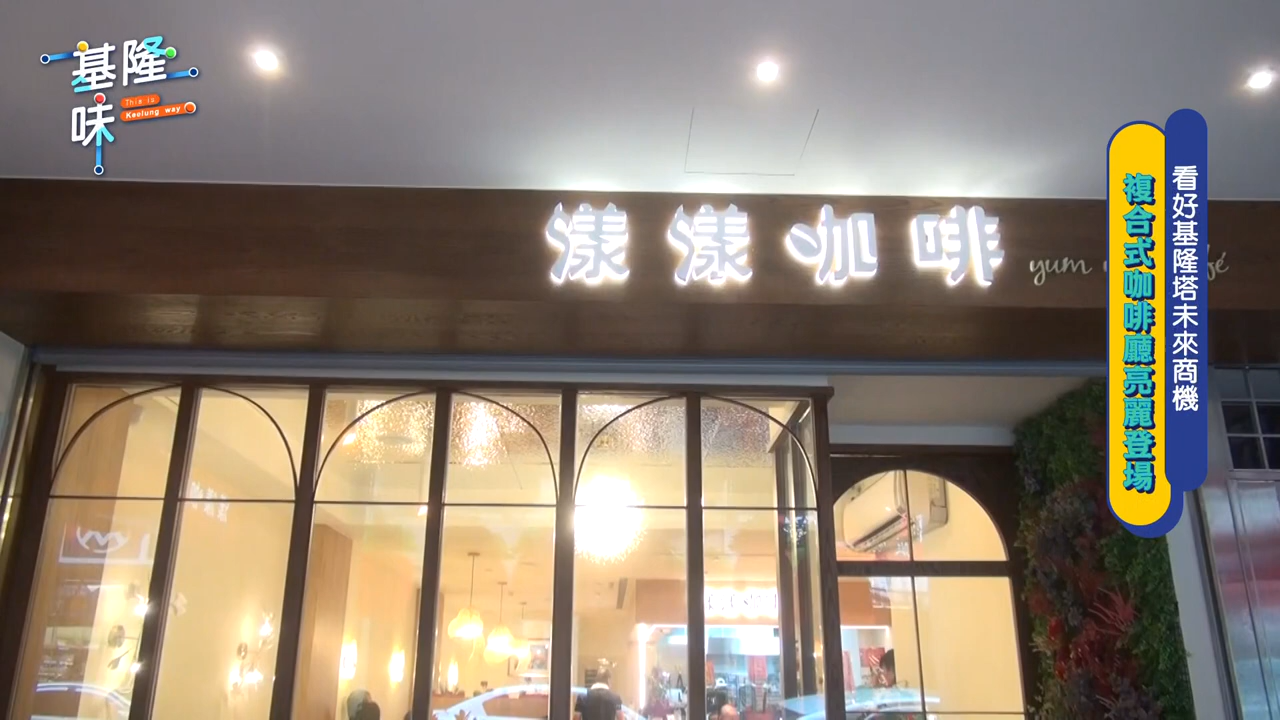 基隆
味
This is
Keelung way
漾漾咖啡
yum
看好基隆塔未來商機
複合式咖啡廳亮麗登場